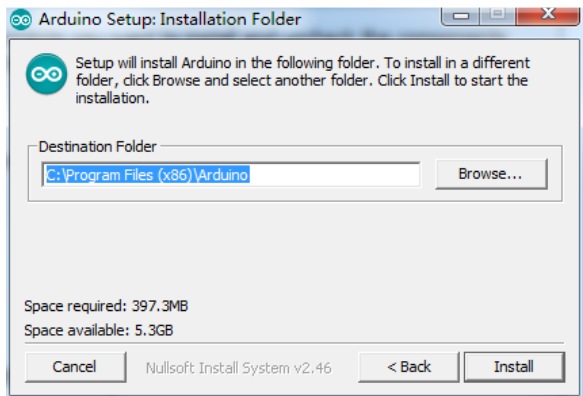 Arduino Setup: Installation Folder
Setup will install Arduino in the following folder. To install in a different
folder, click Browse and select another folder. Click Install to start the
installation.
Destination Folder
C:\Program Files (x86)\Arduino
Browse...
Space required: 397.3MB
Space available: 5.3GB
Cancel
Nullsoft Install System v2.46
< Back
Install